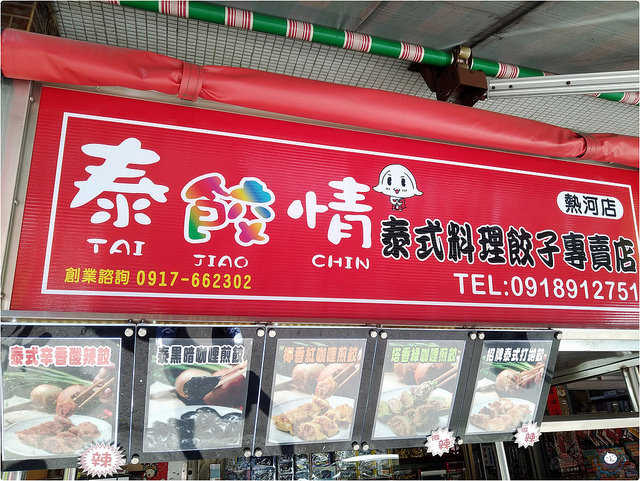 泰餃情
TAI JIAO CHIN
熱河店
泰式料理餃子專賣店
創業諮詢 0917-662302
TEL:0918912751
泰式辛香酸辣餃
泰黑暗咖哩煎餃
椰香紅咖哩煎餃
塔香綠咖哩煎餃
招牌泰式打拋餃
辣
微辣
微辣